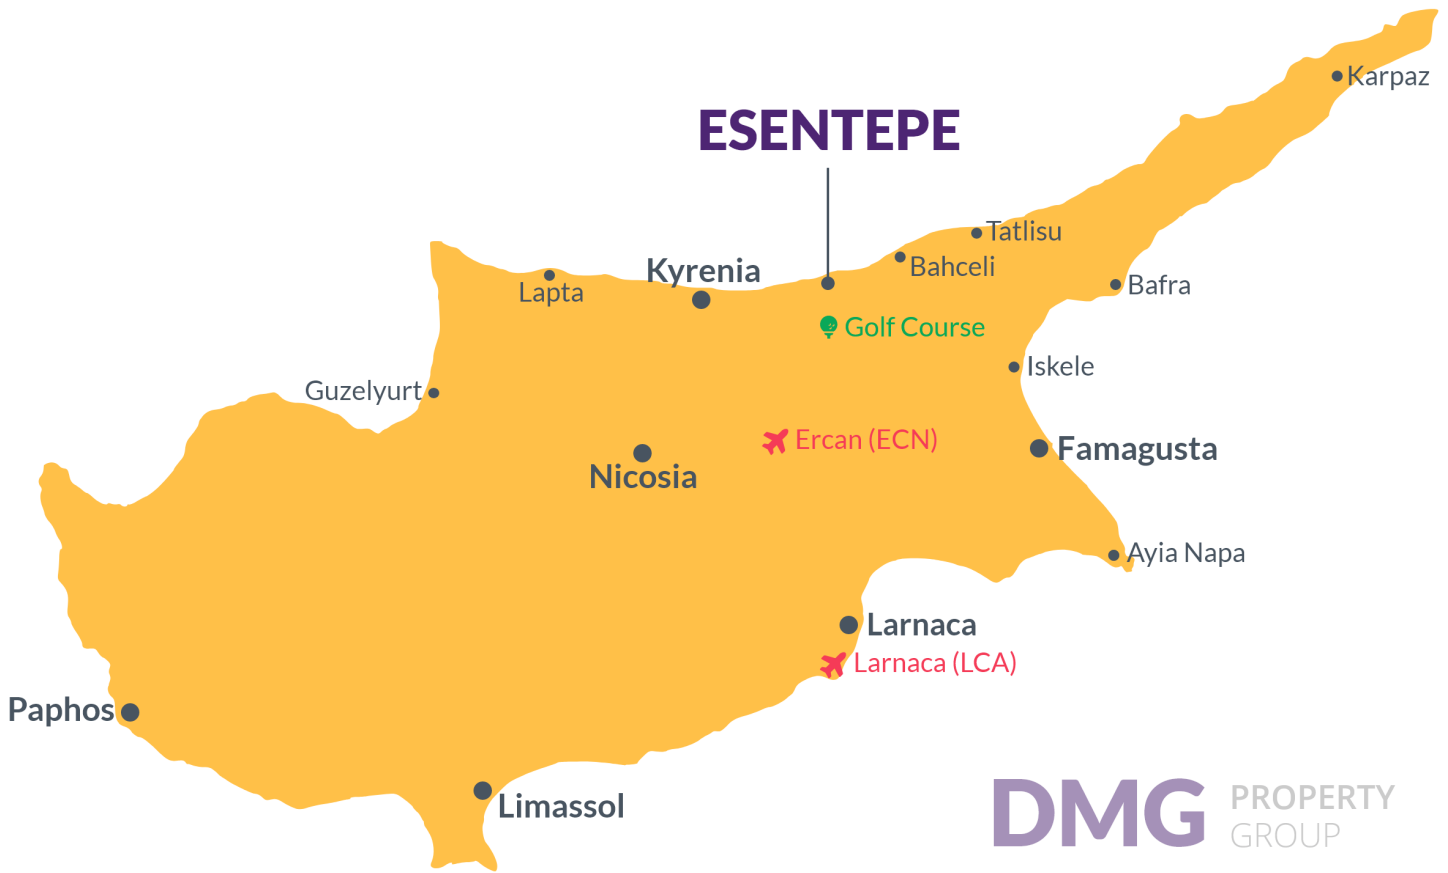 Karpaz
ESENTEPE
Tatlisu
Bahceli
Kyrenia
Lapta
Bafra
Golf Course
Iskele
Guzelyurt
Ercan (ECN)
Famagusta
Nicosia
Ayia Napa
Larnaca
Larnaca (LCA)
Paphos
Limassol
DMG PROPERTY
GROUP